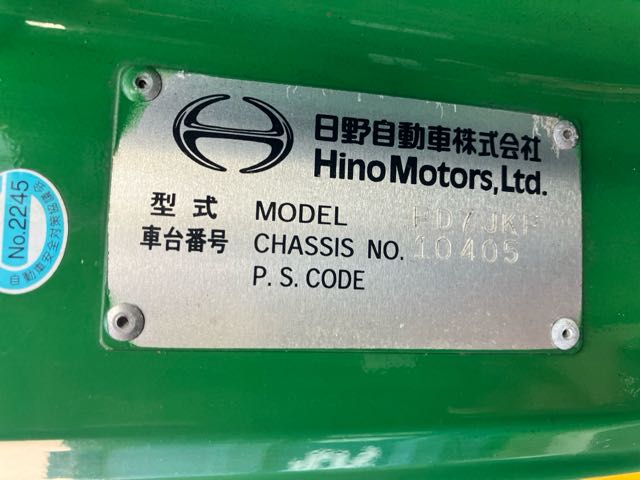 日野自動車株式会社
Hino Motors, Ltd.
型式 MODEL FD7JKF
車台番号 CHASSIS NO. 10405
P. S. CODE
No.2245